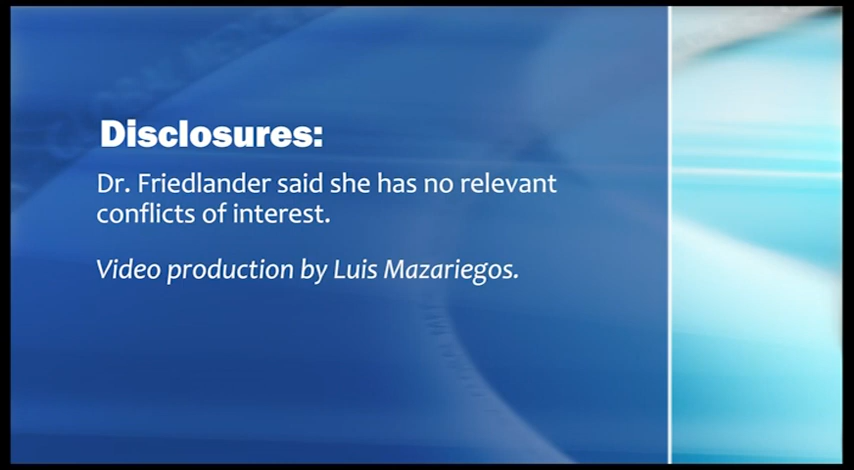 Disclosures:
Dr. Friedlander said she has no relevant
conflicts of interest.
Video production by Luis Mazariegos.